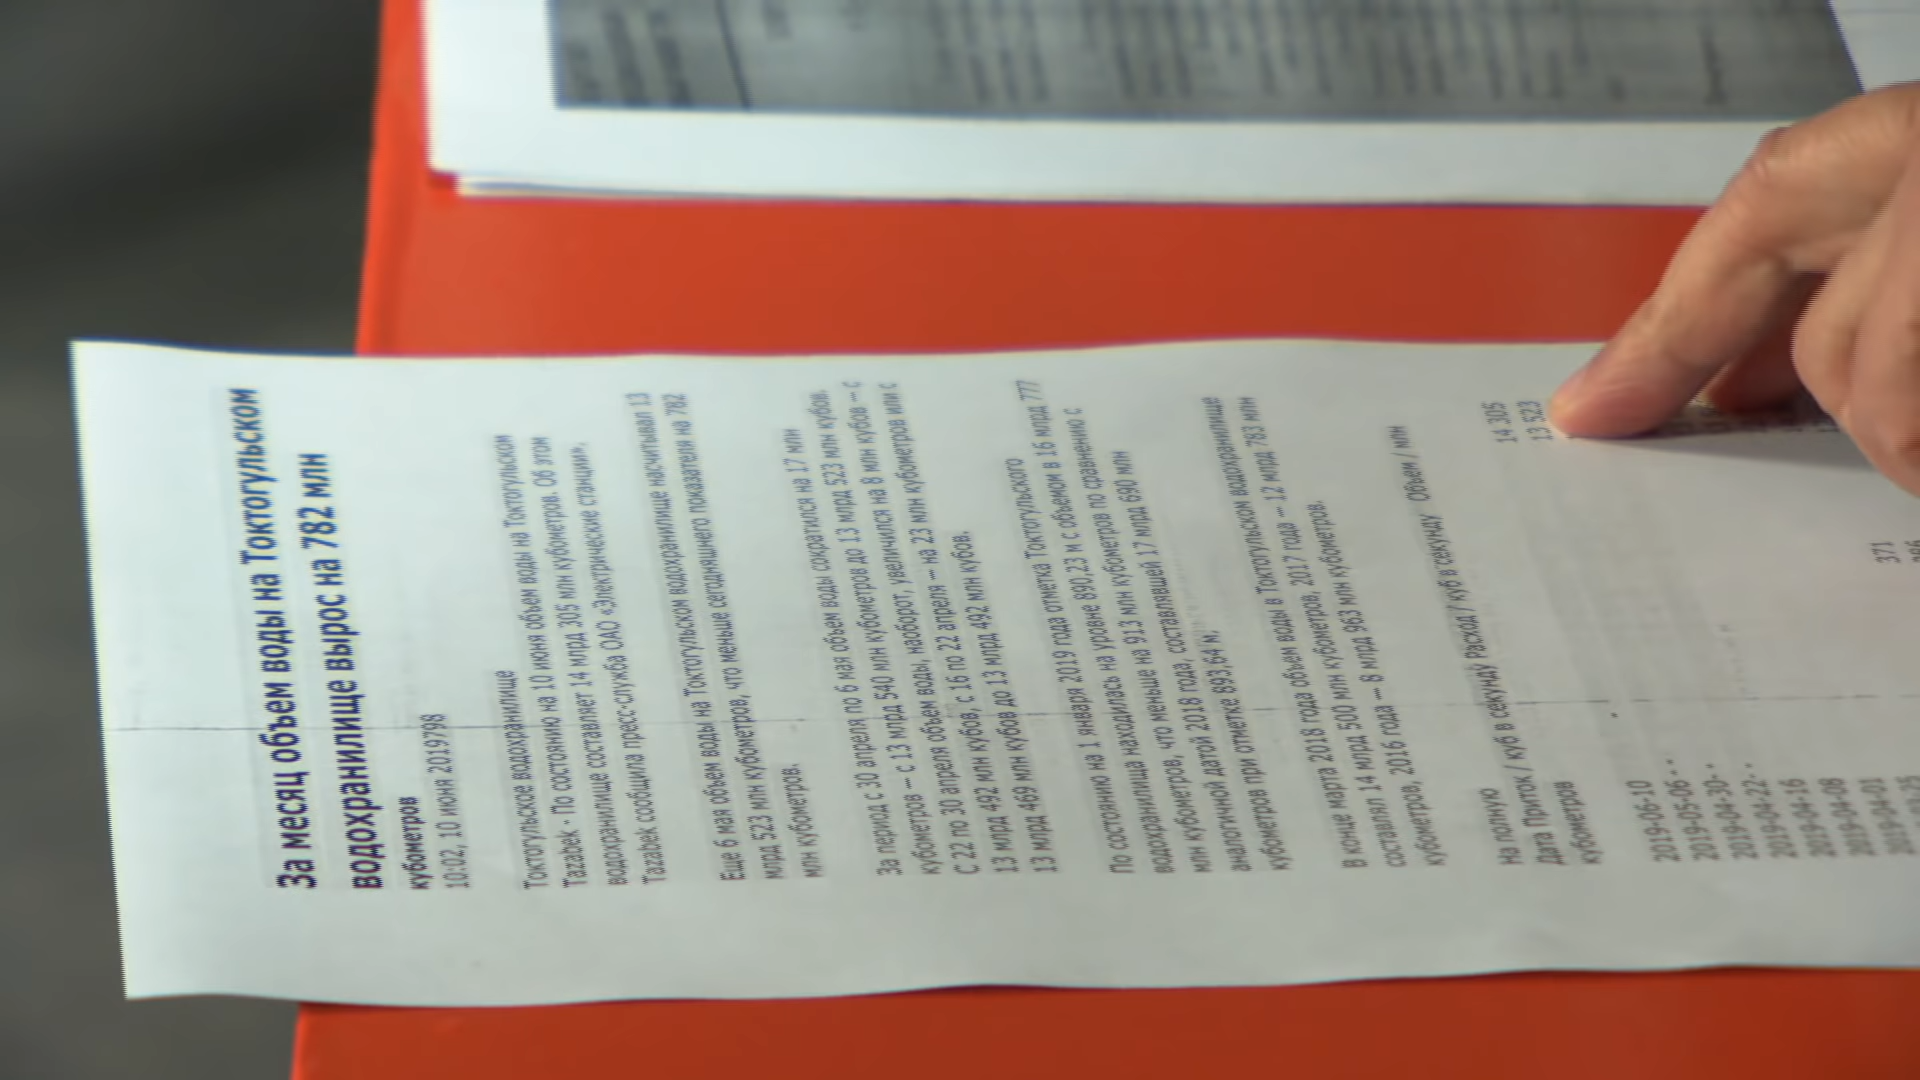 За месяц объем воды на Токтогульском
водохранилище вырос на 782 млн
кубометров
10:02, 10 июня 2019798
Токтогульское водохранилище
Tazabek - По состоянию на 10 июня объем воды на Токтогульском
водохранилище составляет 14 млрд 305 млн кубометров. Об этом
Tazabek сообщила пресс-служба ОАО «Электрические станции».
Еще 6 мая объем воды на Токтогульском водохранилище насчитывал 13
млрд 523 млн кубометров, что меньше сегодняшнего показателя на 782
млн кубометров.
За период с 30 апреля по 6 мая объем воды сократился на 17 млн
кубометров — с 13 млрд 540 млн кубометров до 13 млрд 523 млн кубов.
С 22 по 30 апреля объем воды, наоборот, увеличился на 8 млн кубов — с
13 млрд 492 млн кубов, с 16 по 22 апреля — на 23 млн кубометров или с
13 млрд 469 млн кубов до 13 млрд 492 млн кубов.
По состоянию на 1 января 2019 года отметка Токтогульского
водохранилища находилась на уровне 890,23 м с объемом в 16 млрд 777
млн кубометров, что меньше на 913 млн кубометров по сравнению с
аналогичной датой 2018 года, составлявшей 17 млрд 690 млн
кубометров при отметке 893,64 м.
В конце марта 2018 года объем воды в Токтогульском водохранилище
составлял 14 млрд 500 млн кубометров, 2017 года — 12 млрд 783 млн
кубометров, 2016 года — 8 млрд 963 млн кубометров.
На полную
Дата Приток / куб в секунду Расход / куб в секунду Объем / млн
кубометров
2019-06-10 14 305
2019-05-06-- 13 523
2019-04-30--
2019-04-22--
2019-04-16
2019-04-08
2019-04-01 371